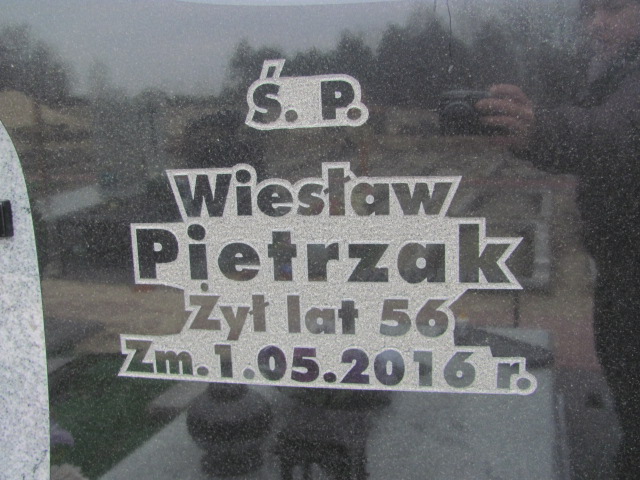 Ś. P.
Wiesław
Pietrzak
Żył lat 56
Zm. 1.05.2016 r.